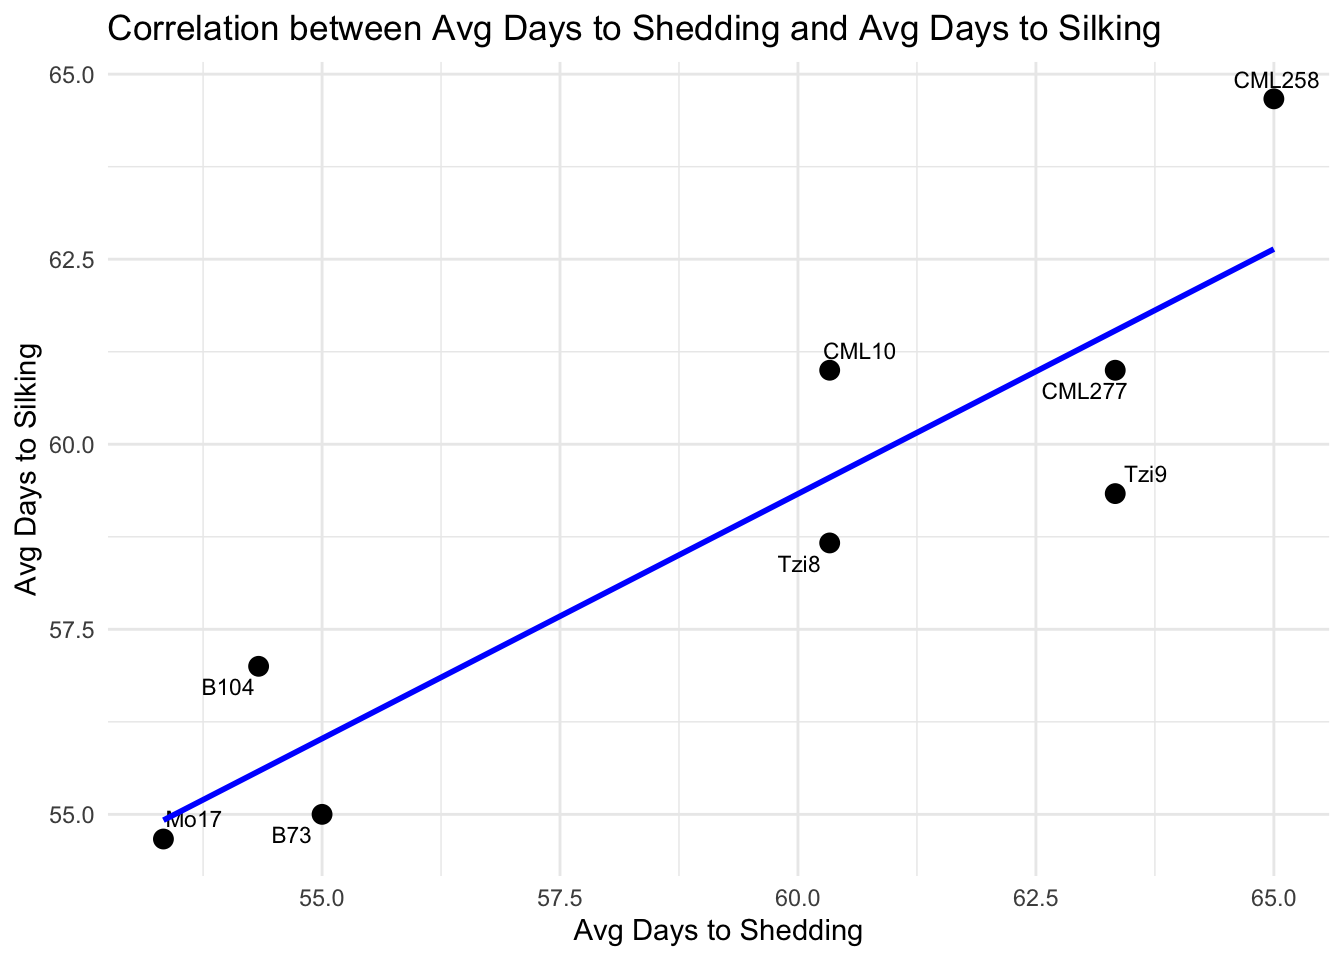 Correlation between Avg Days to Shedding and Avg Days to Silking
65.0
62.5
60.0
57.5
55.0
Avg Days to Silking
CML258
CML10
CML277
Tzi9
Tzi8
B104
Mo17
B73
55.0
57.5
60.0
62.5
65.0
Avg Days to Shedding